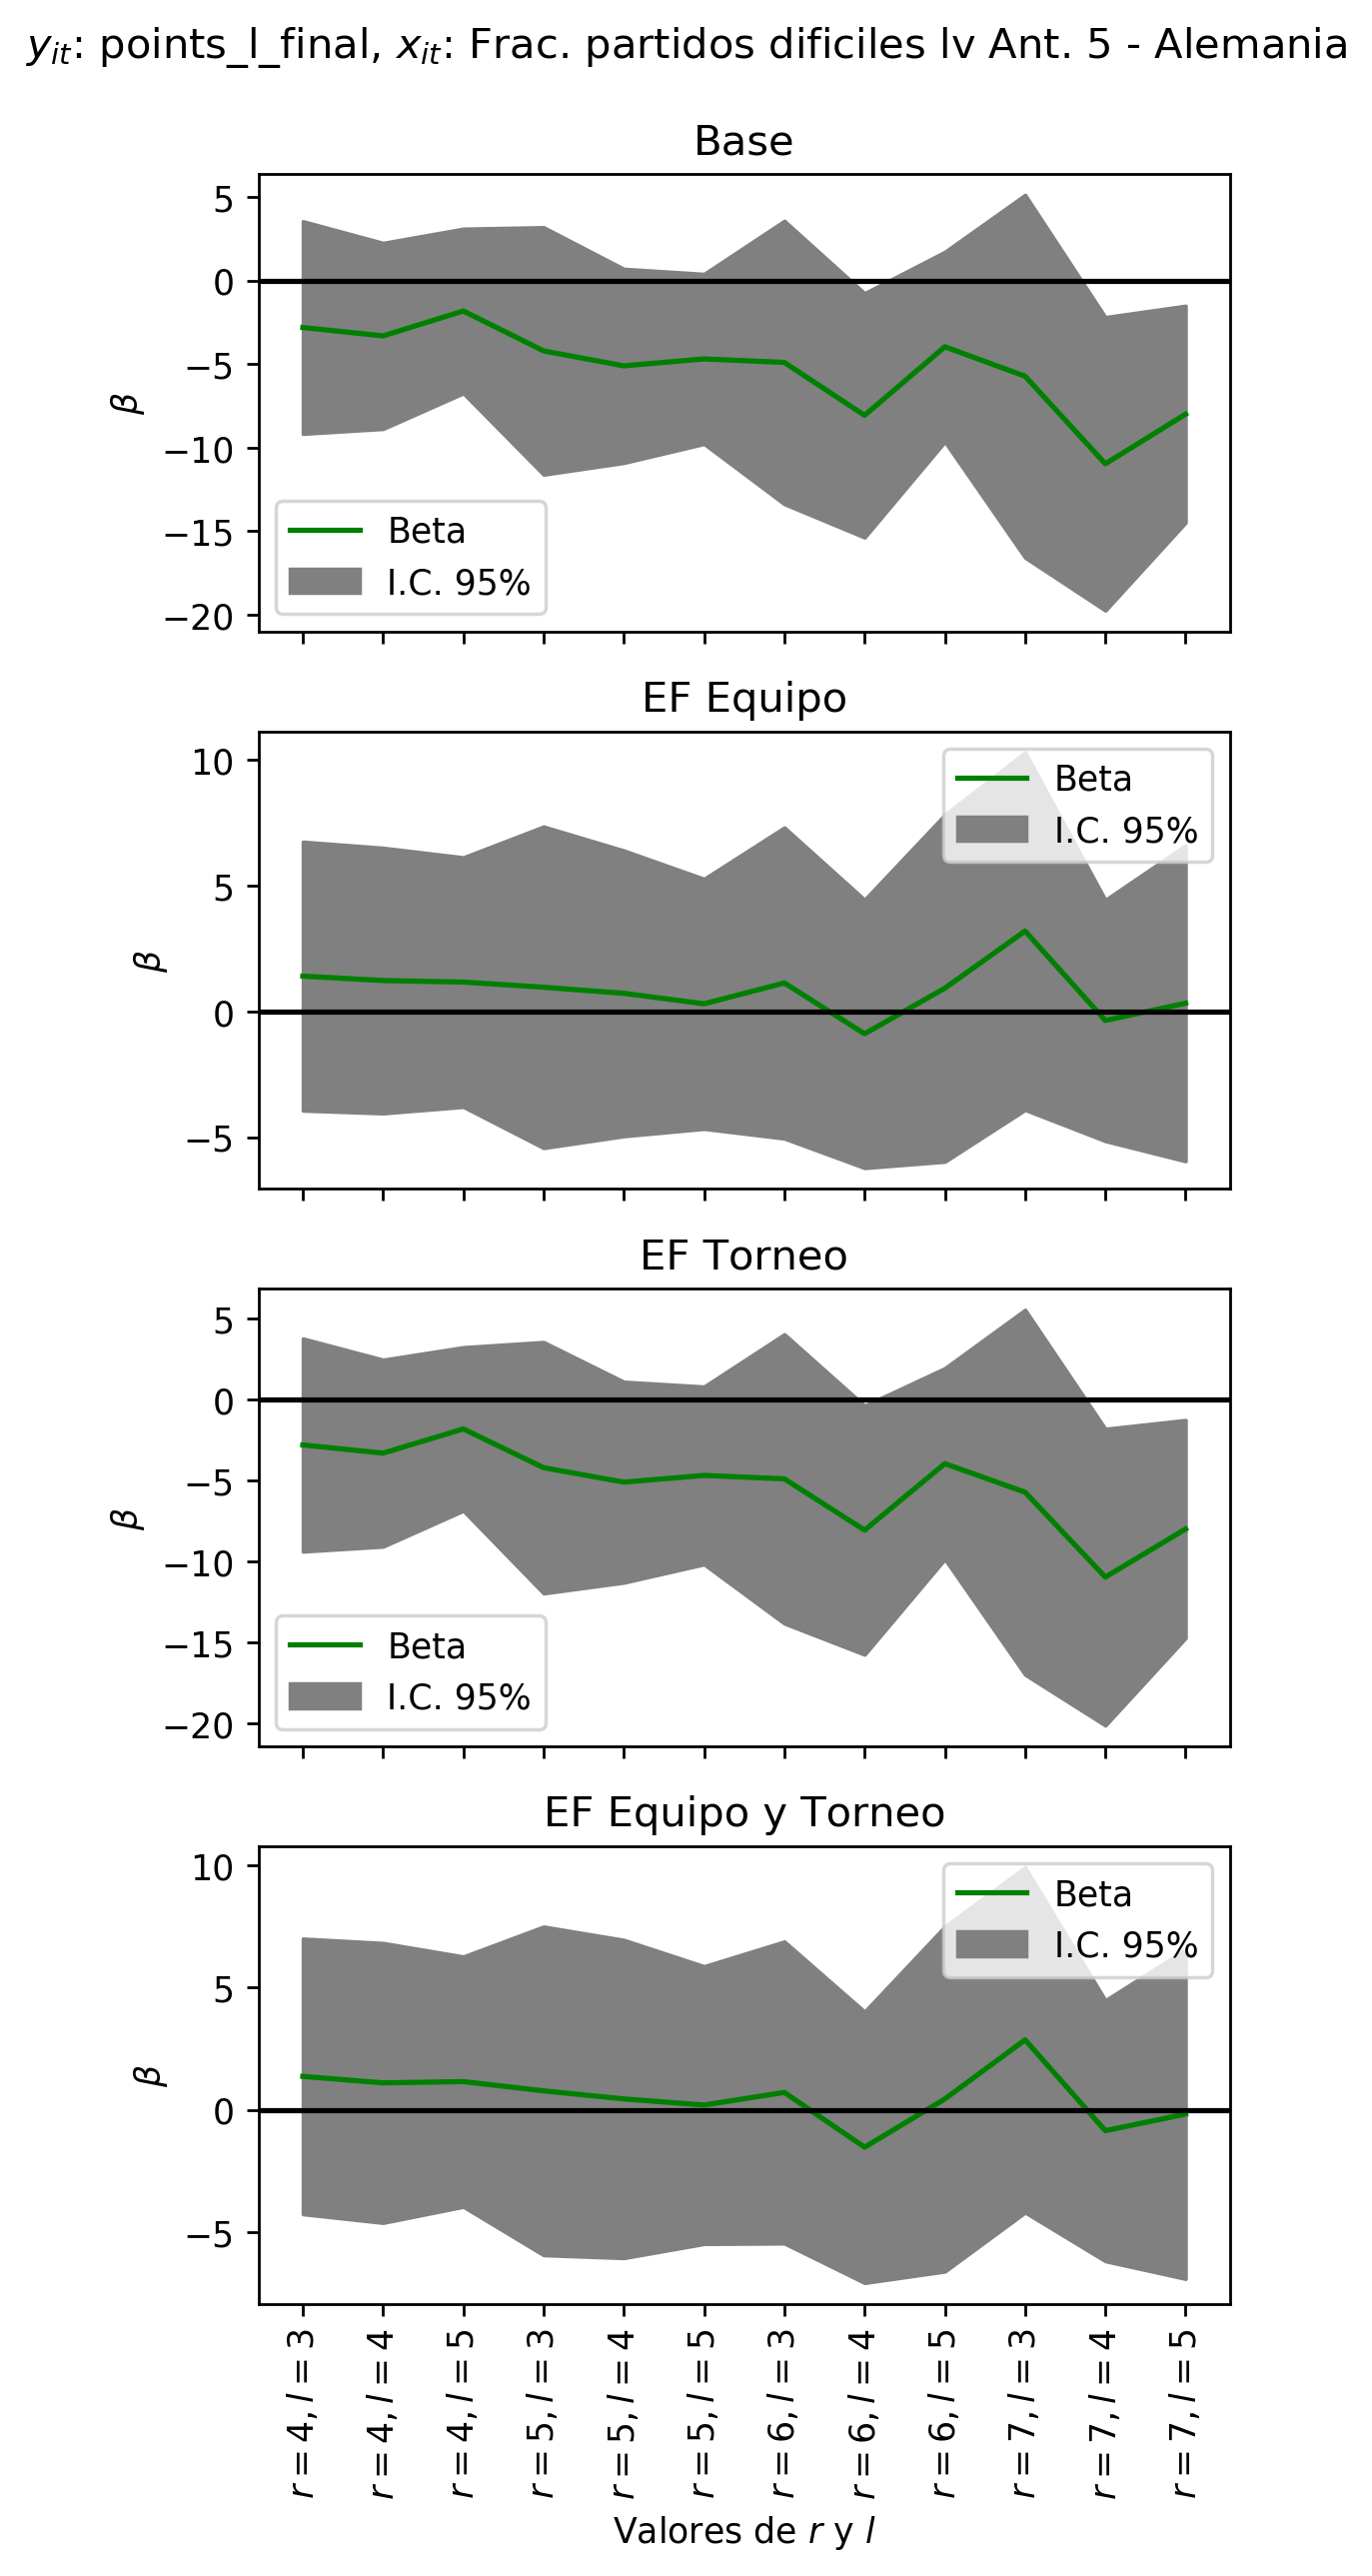 y_it: points_l_final, x_it: Frac. partidos dificiles lv Ant. 5 - Alemania
Base
5
0
−5
−10
−15
−20
β
Beta
I.C. 95%
EF Equipo
10
5
0
−5
β
Beta
I.C. 95%
EF Torneo
5
0
−5
−10
−15
−20
β
Beta
I.C. 95%
EF Equipo y Torneo
10
5
0
−5
β
Beta
I.C. 95%
r = 4, l = 3
r = 4, l = 4
r = 4, l = 5
r = 5, l = 3
r = 5, l = 4
r = 5, l = 5
r = 6, l = 3
r = 6, l = 4
r = 6, l = 5
r = 7, l = 3
r = 7, l = 4
r = 7, l = 5
Valores de r y l